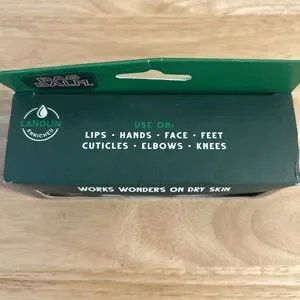 BAG
BALM
LANOLIN
ENRICHED
USE ON:
LIPS • HANDS • FACE • FEET
CUTICLES • ELBOWS • KNEES
WORKS WONDERS ON DRY SKIN